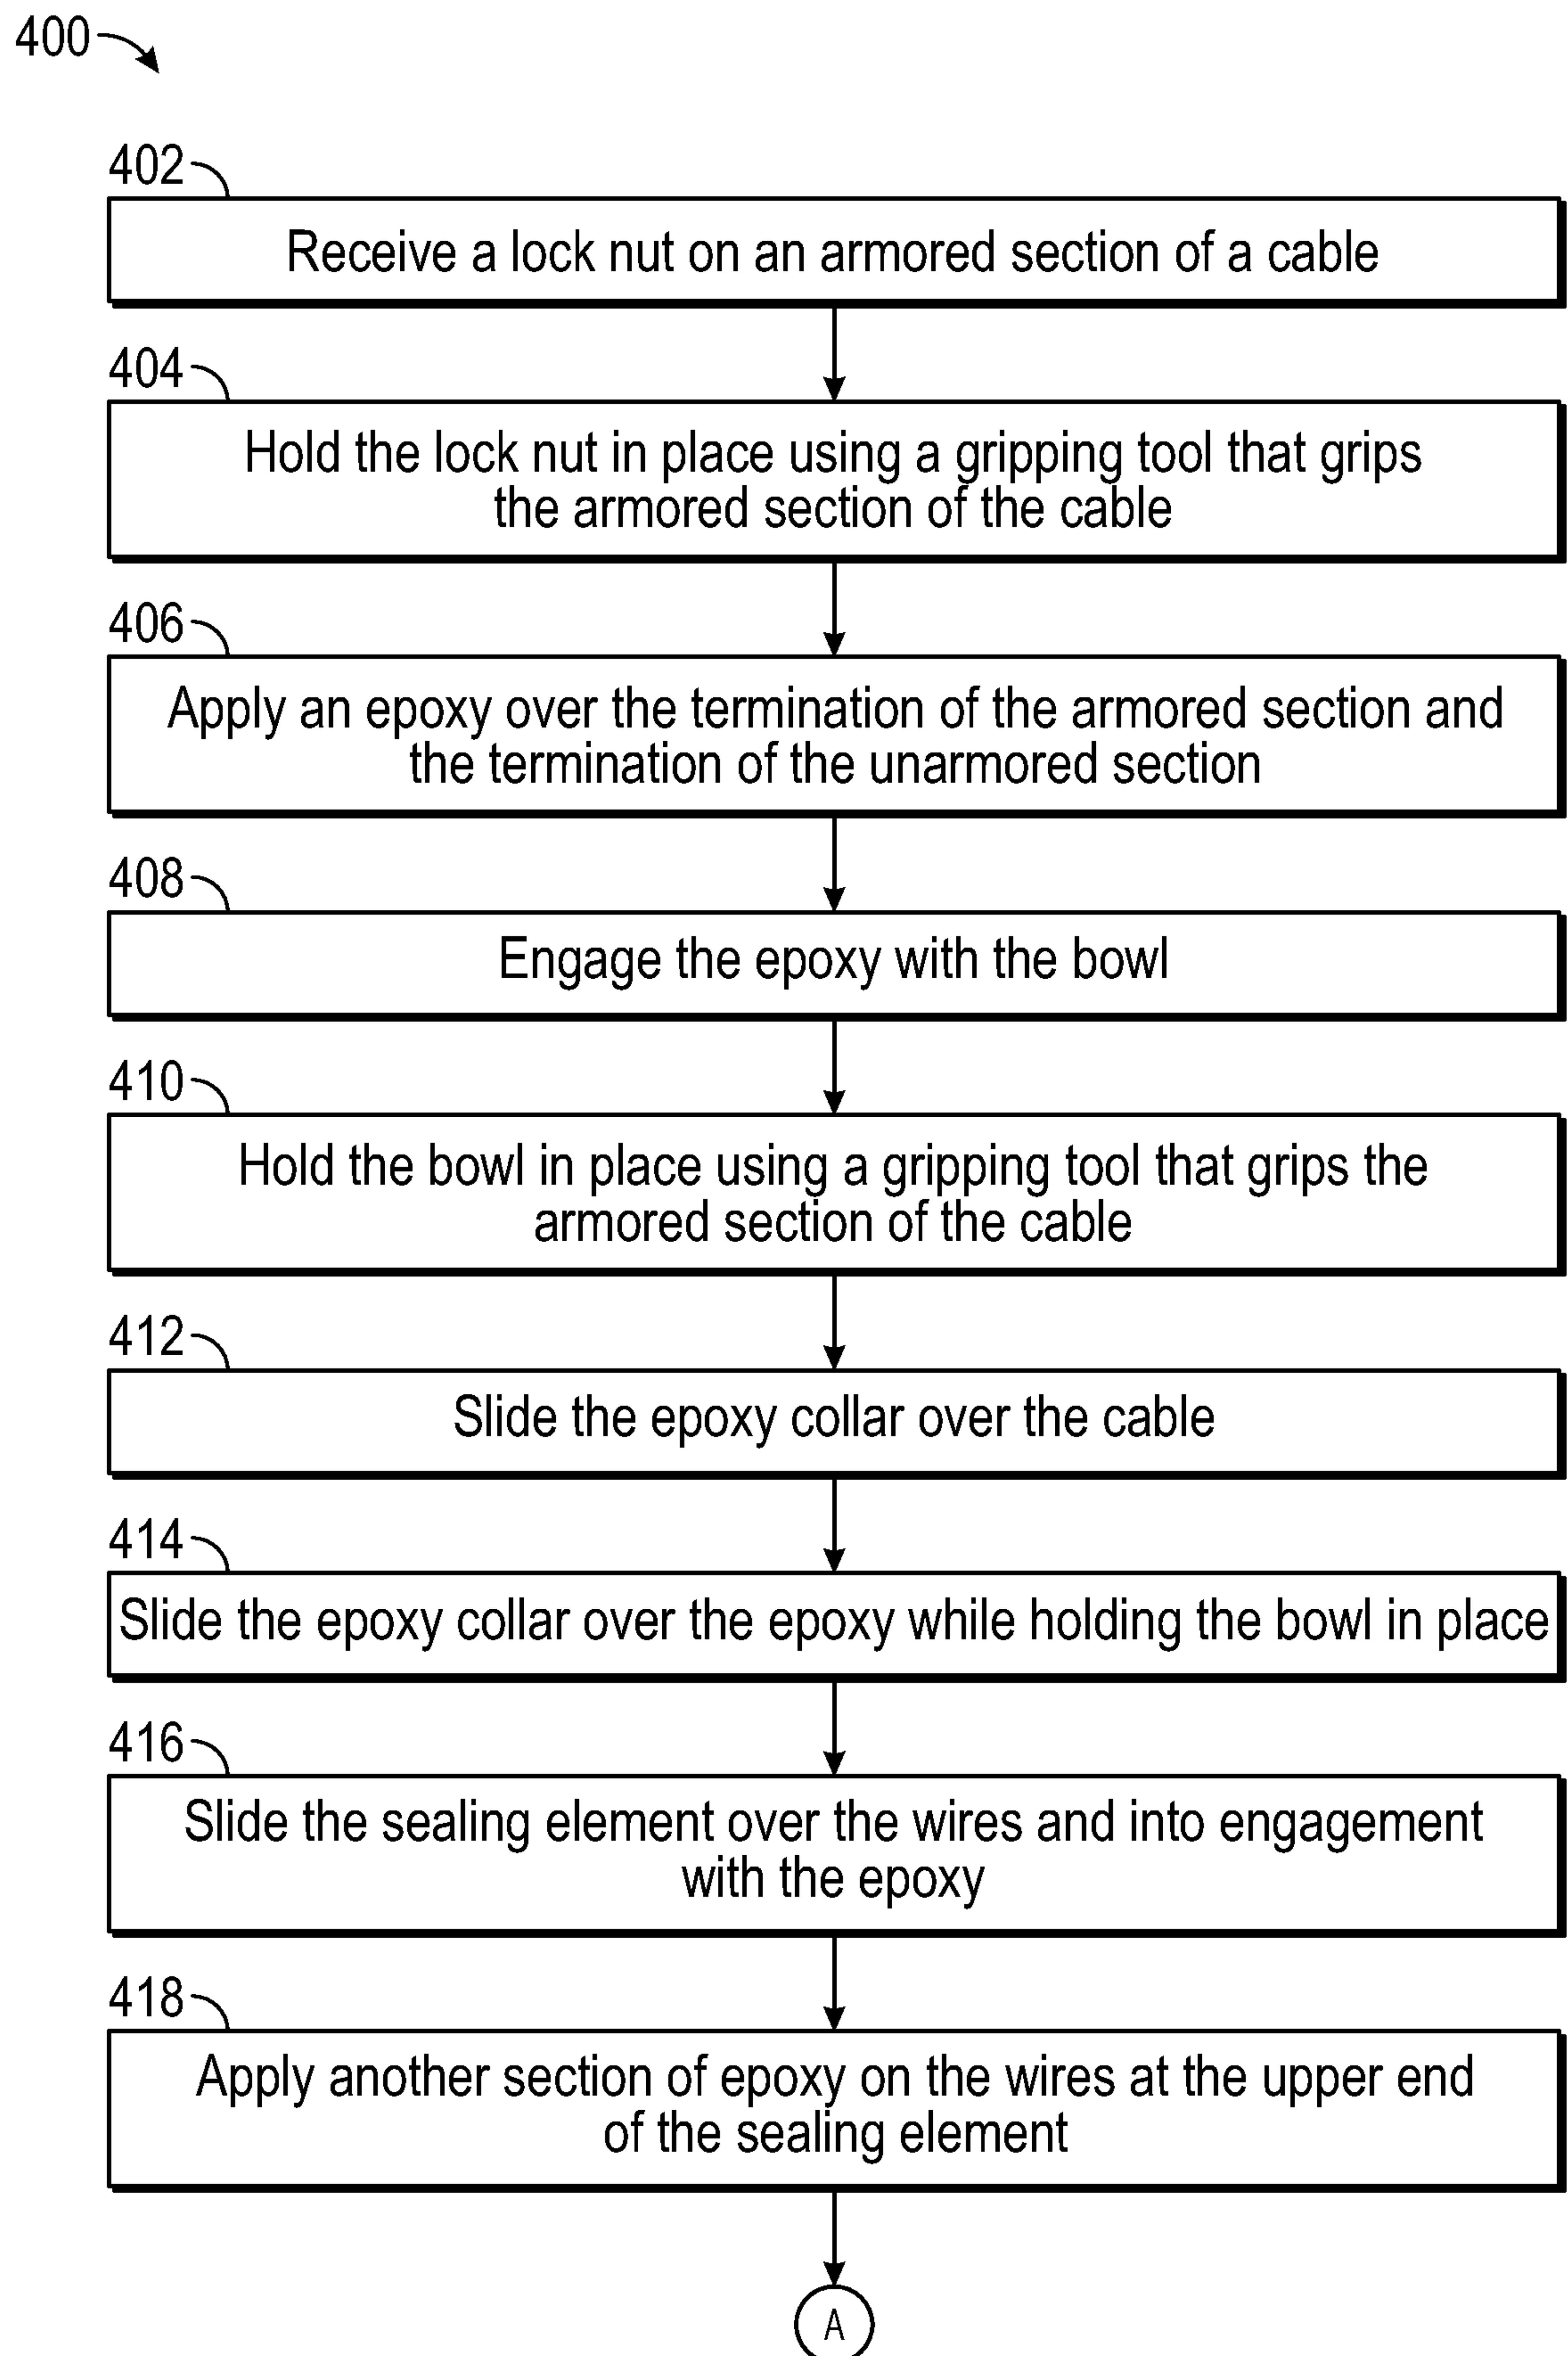 400
402
Receive a lock nut on an armored section of a cable
404
Hold the lock nut in place using a gripping tool that grips
the armored section of the cable
406
Apply an epoxy over the termination of the armored section and
the termination of the unarmored section
408
Engage the epoxy with the bowl
410
Hold the bowl in place using a gripping tool that grips the
armored section of the cable
412
Slide the epoxy collar over the cable
414
Slide the epoxy collar over the epoxy while holding the bowl in place
416
Slide the sealing element over the wires and into engagement
with the epoxy
418
Apply another section of epoxy on the wires at the upper end
of the sealing element
A